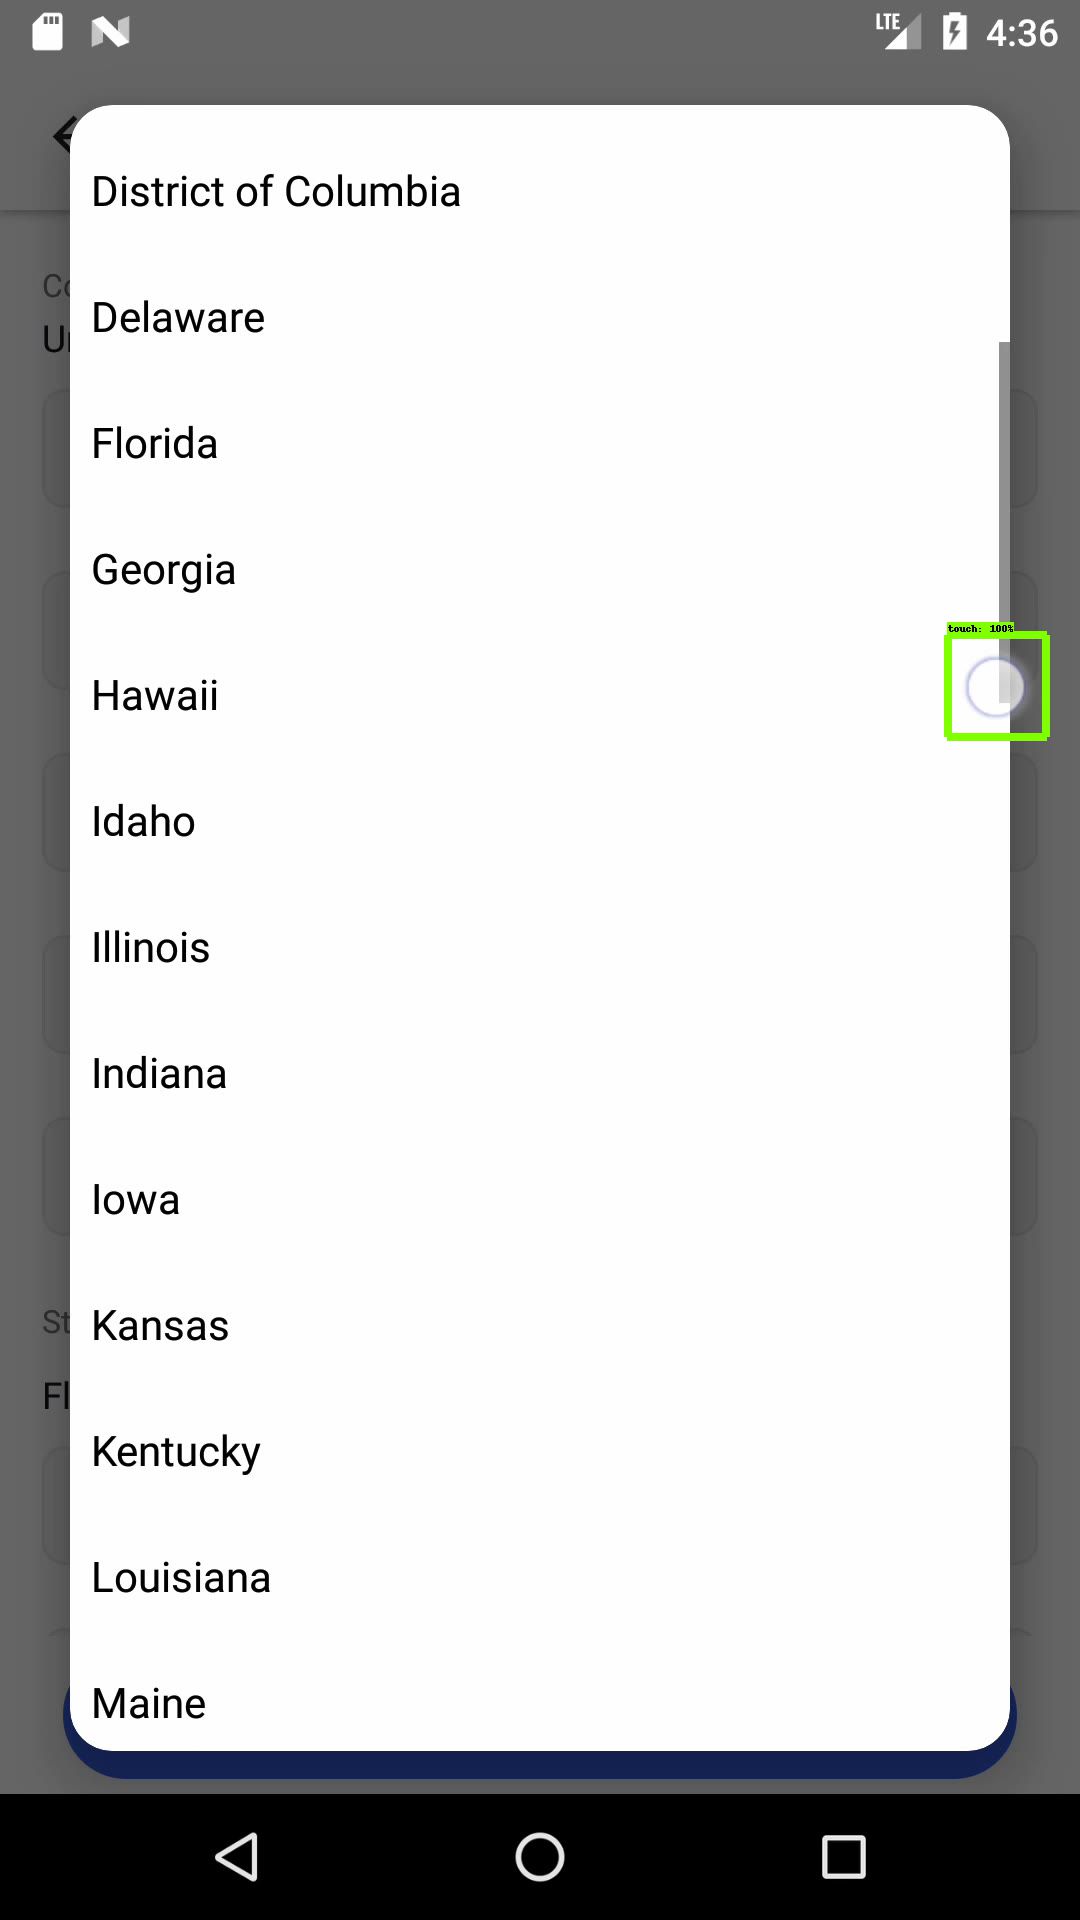 LTE 4:36
District of Columbia
Co
Delaware
Un
Florida
Georgia
touch: 100%
Hawaii
Idaho
Illinois
Indiana
Iowa
St
Kansas
Fl
Kentucky
Louisiana
Maine